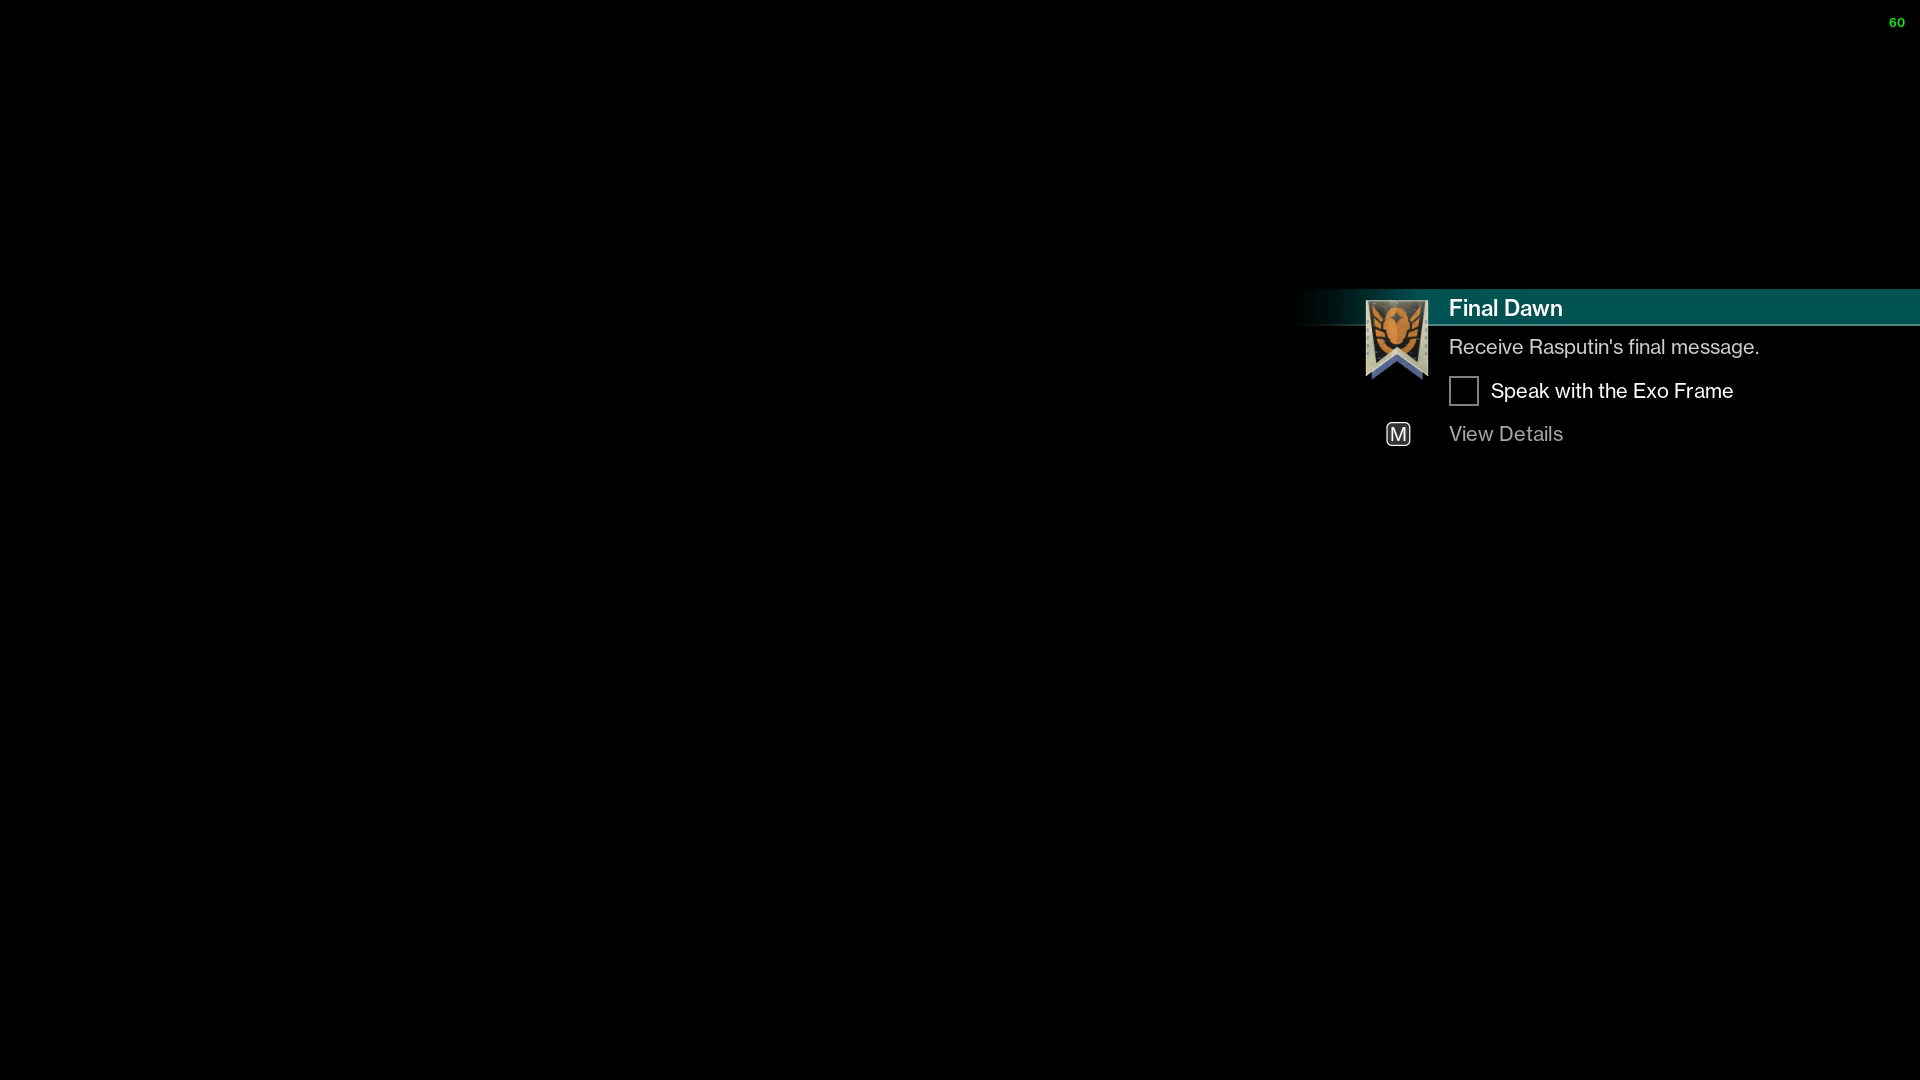 60
Final Dawn
Receive Rasputin's final message.
Speak with the Exo Frame
M
View Details